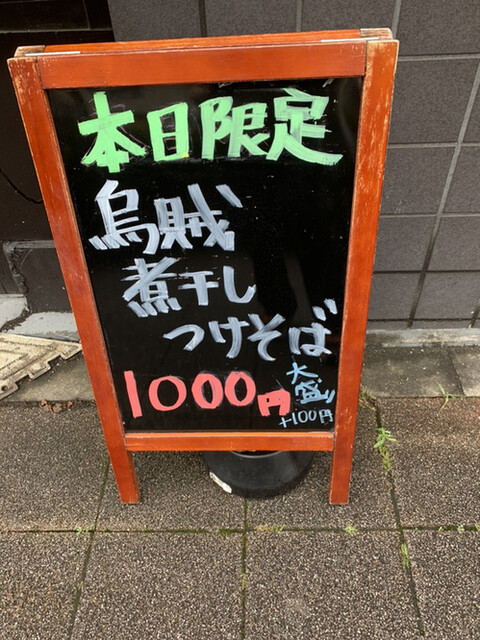 本日限定
烏賊
煮干し
つけそば
1000円
大盛り
+100円